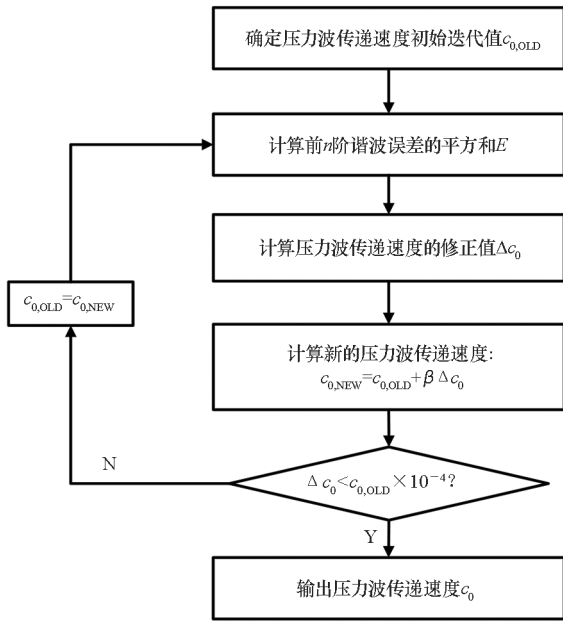 确定压力波传递速度初始迭代值c₀,OLD
计算前n阶谐波误差的平方和E
计算压力波传递速度的修正值Δc₀
c₀,OLD=c₀,NEW
计算新的压力波传递速度:
c₀,NEW=c₀,OLD+βΔc₀
N
Δc₀<c₀,OLD×10⁻⁴?
Y
输出压力波传递速度c₀